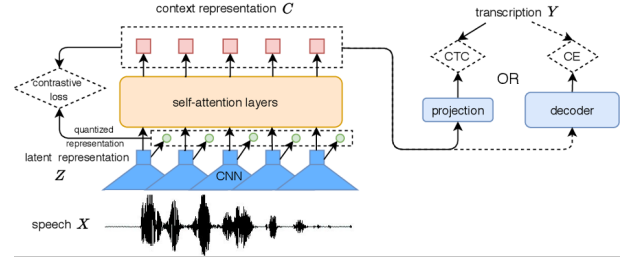 context representation C
transcription Y
CTC
CE
OR
contrastive
loss
self-attention layers
projection
decoder
quantized
representation
latent representation
Z
CNN
speech X